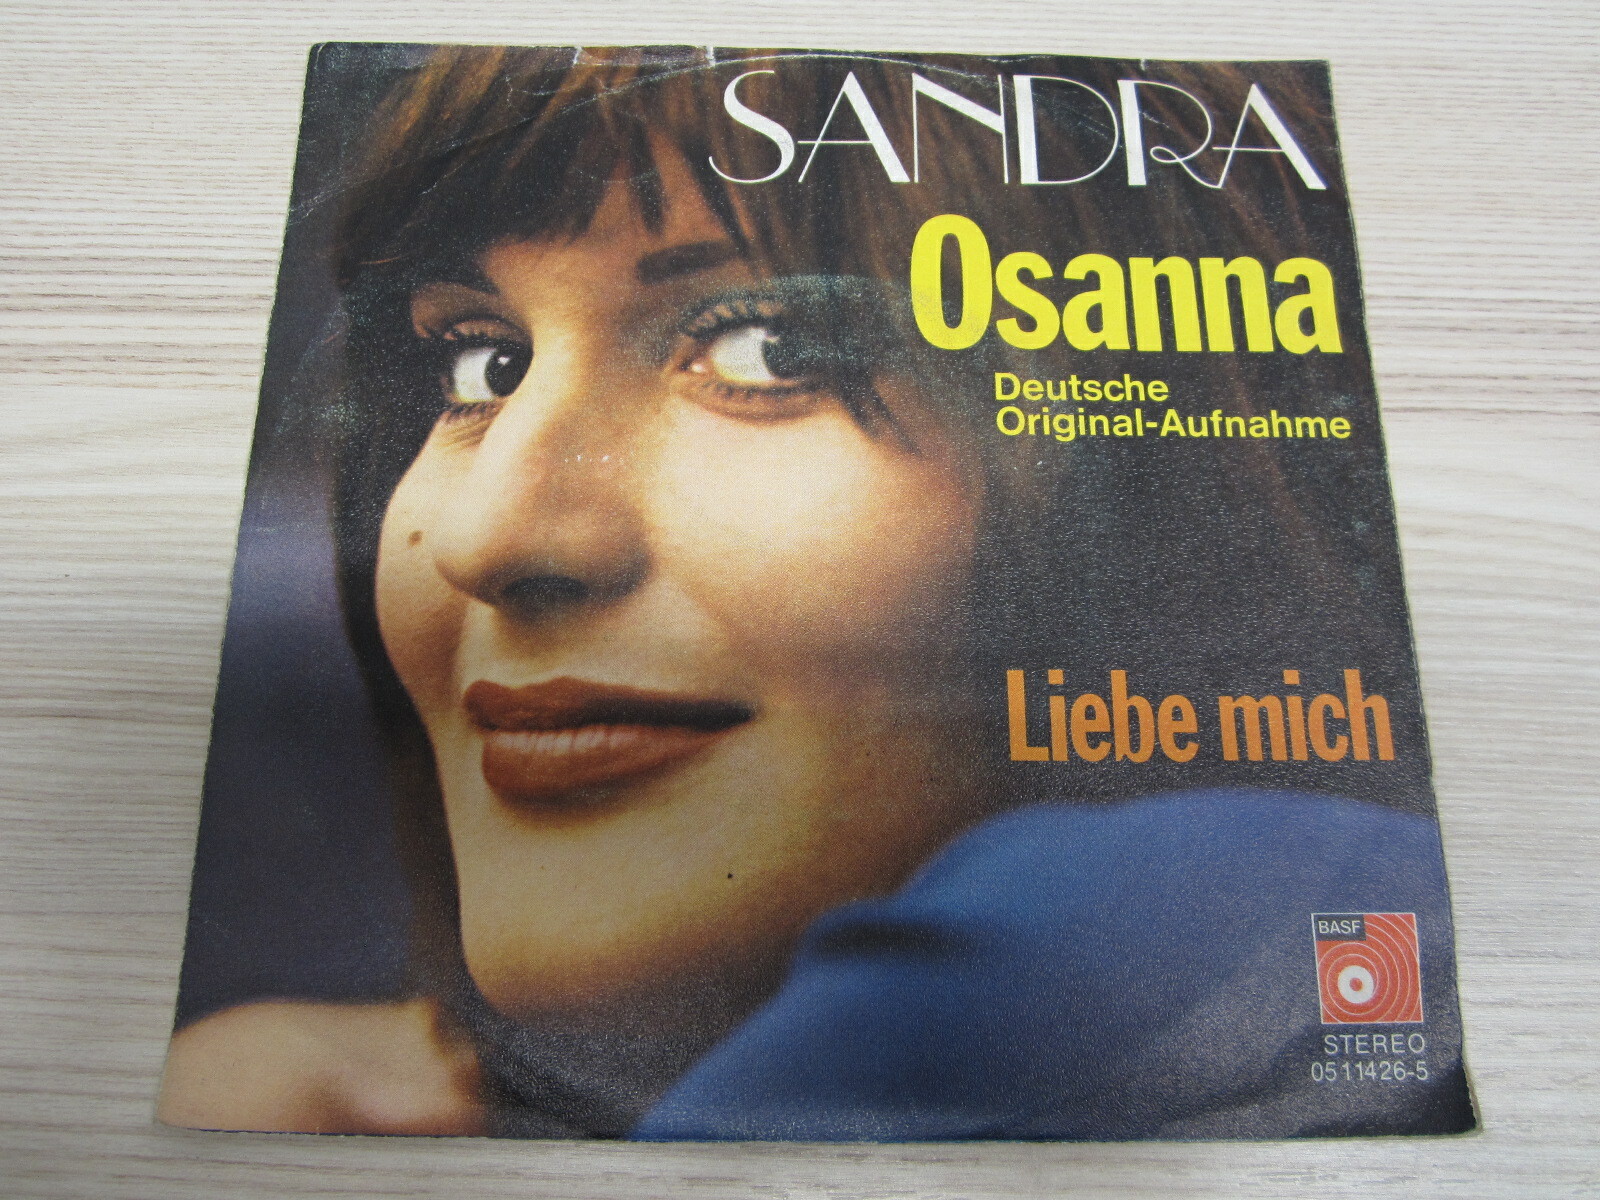 SANDRA
Osanna
Deutsche
Original-Aufnahme
Liebe mich
BASF
STEREO
05 11426-5